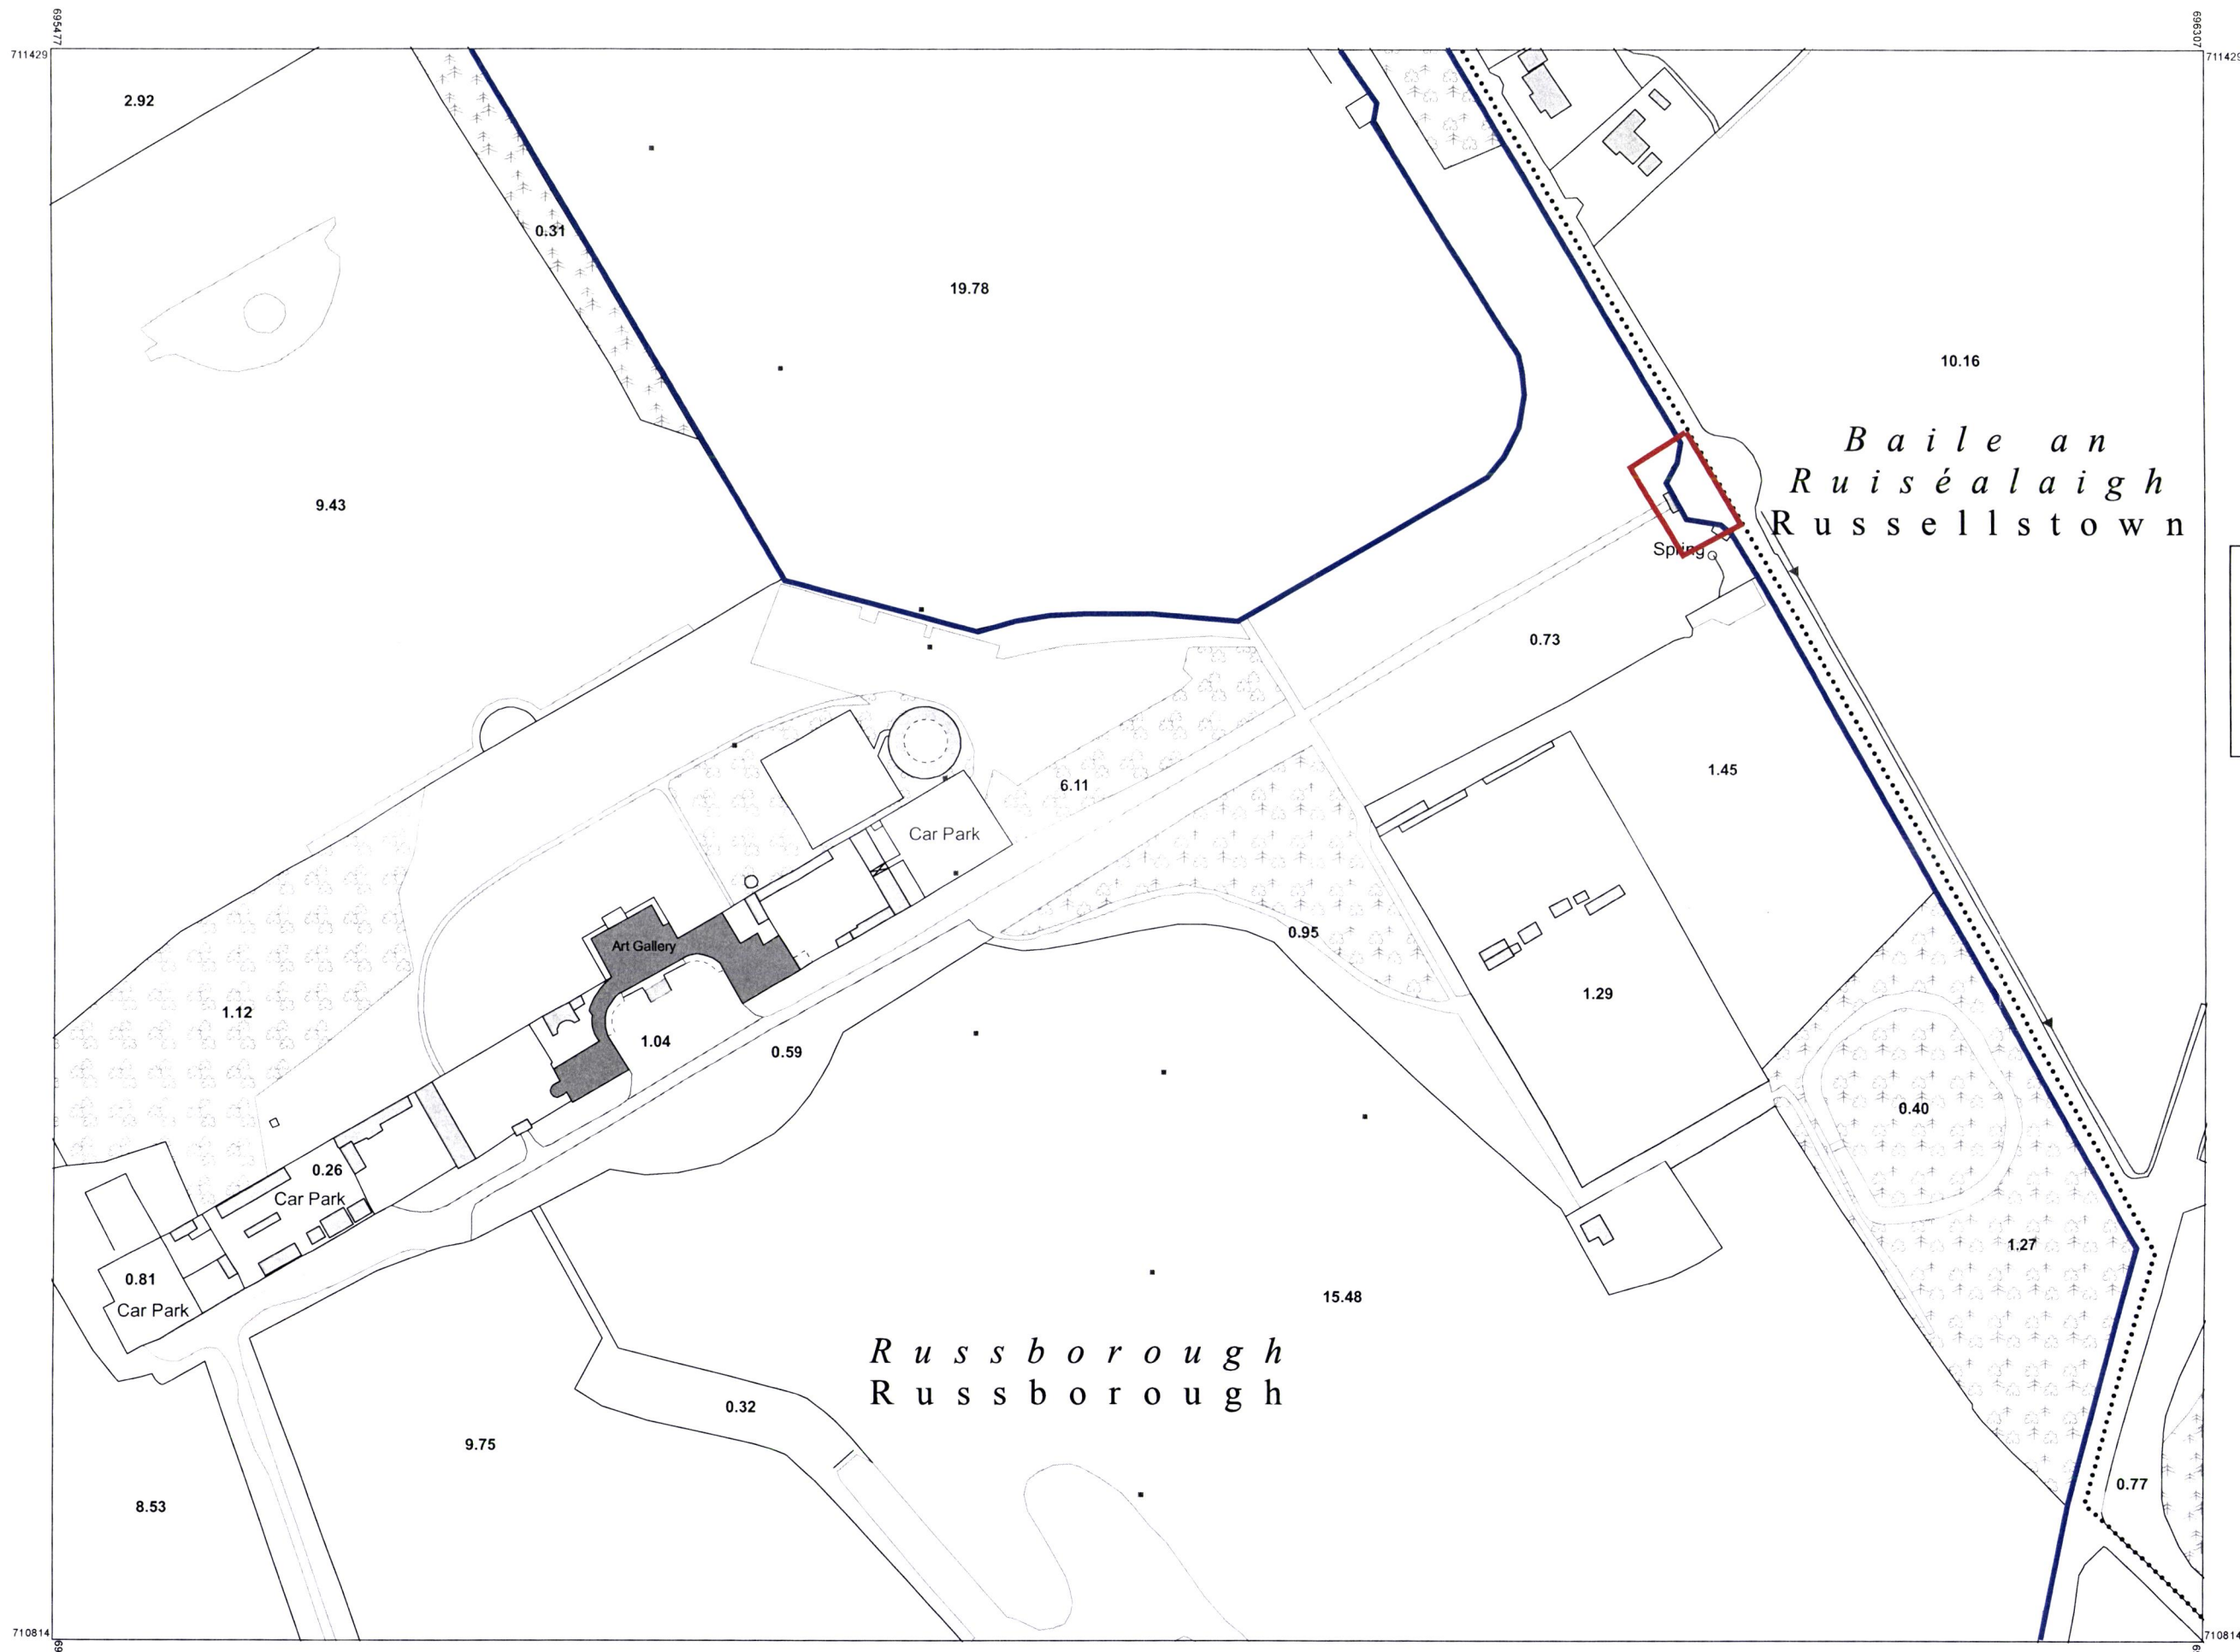 695477
696307
711429
711429
2.92
0.31
19.78
10.16
Baile an
Ruiséalaigh
Russellstown
9.43
Spring
0.73
1.45
6.11
Car Park
Art Gallery
0.95
1.29
1.12
1.04
0.59
0.40
0.26
Car Park
1.27
0.81
Car Park
15.48
Russborough
Russborough
0.32
9.75
8.53
0.77
710814
710814